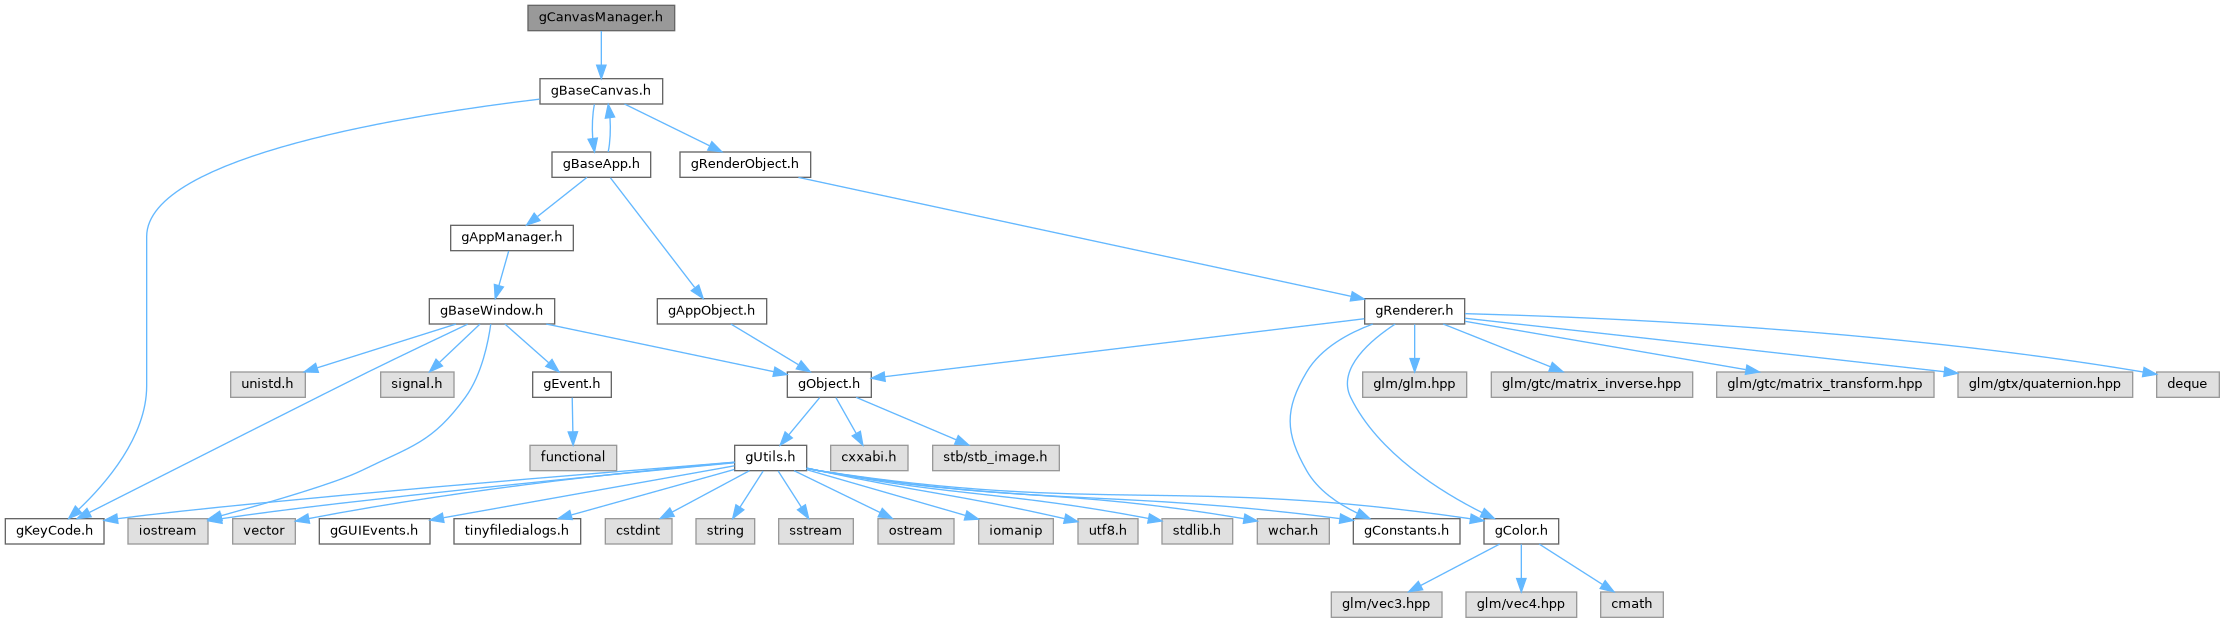 gCanvasManager.h
gBaseCanvas.h
gBaseApp.h
gRenderObject.h
gAppManager.h
gBaseWindow.h
gAppObject.h
gRenderer.h
unistd.h
signal.h
gEvent.h
gObject.h
glm/glm.hpp
glm/gtc/matrix_inverse.hpp
glm/gtc/matrix_transform.hpp
glm/gtx/quaternion.hpp
deque
functional
gUtils.h
cxxabi.h
stb/stb_image.h
gKeyCode.h
iostream
vector
gGUIEvents.h
tinyfiledialogs.h
cstdint
string
sstream
ostream
iomanip
utf8.h
stdlib.h
wchar.h
gConstants.h
gColor.h
glm/vec3.hpp
glm/vec4.hpp
cmath